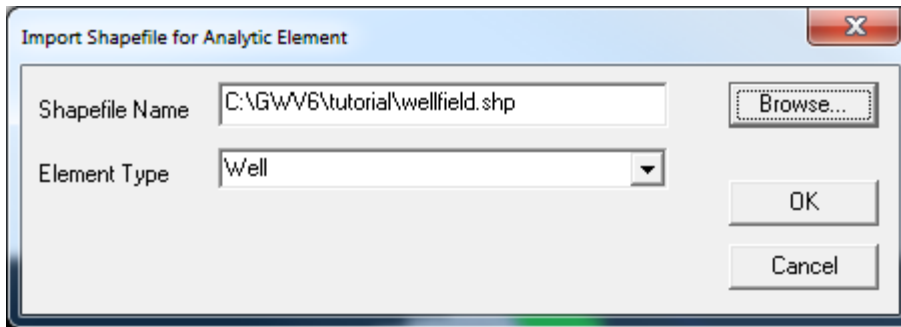 Import Shapefile for Analytic Element
Shapefile Name C:\GWV6\tutorial\wellfield.shp Browse...
Element Type Well
OK
Cancel